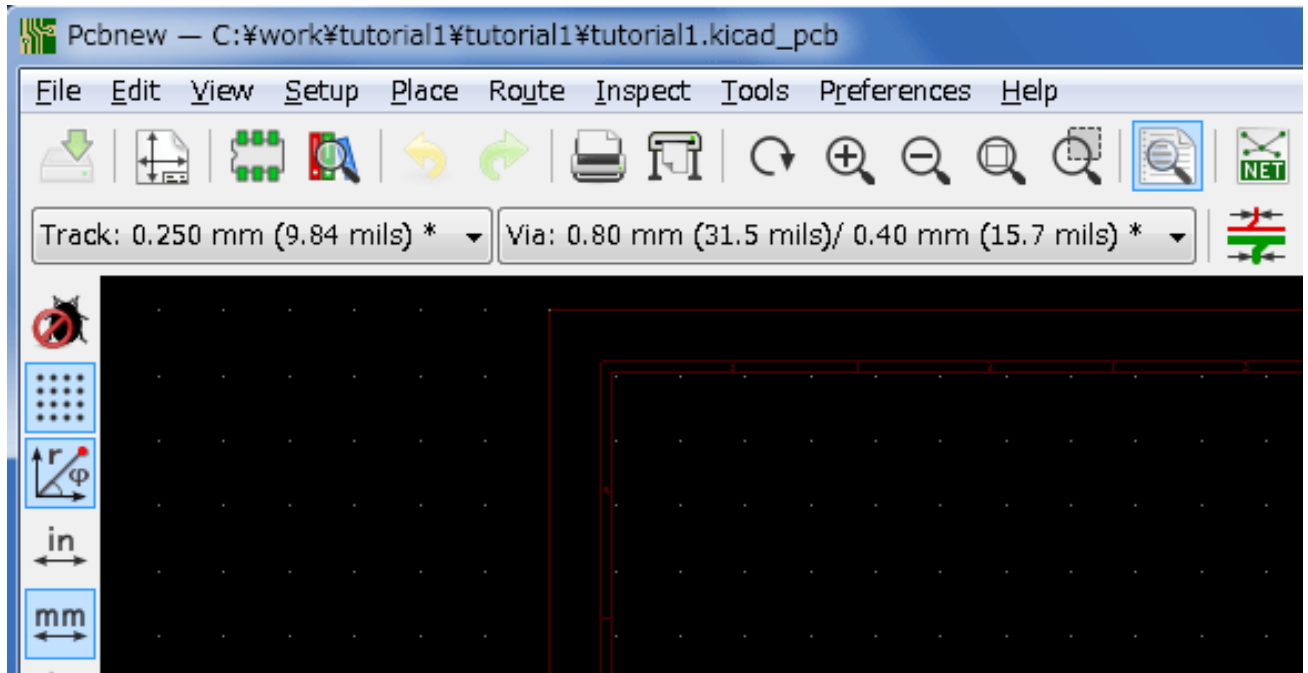 Pcbnew — C:¥work¥tutorial1¥tutorial1¥tutorial1.kicad_pcb
File Edit View Setup Place Route Inspect Tools Preferences Help
NET
Track: 0.250 mm (9.84 mils) * Via: 0.80 mm (31.5 mils)/ 0.40 mm (15.7 mils) *
r φ
in
mm